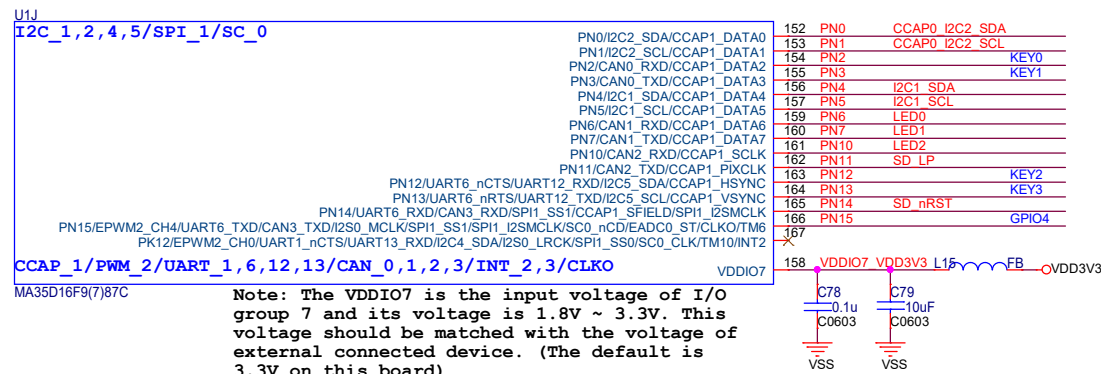 U1J
I2C_1,2,4,5/SPI_1/SC_0
PN0/I2C2_SDA/CCAP1_DATA0 152 PN0 CCAP0_I2C2_SDA
PN1/I2C2_SCL/CCAP1_DATA1 153 PN1 CCAP0_I2C2_SCL
PN2/CAN0_RXD/CCAP1_DATA2 154 PN2 KEY0
PN3/CAN0_TXD/CCAP1_DATA3 155 PN3 KEY1
PN4/I2C1_SDA/CCAP1_DATA4 156 PN4 I2C1_SDA
PN5/I2C1_SCL/CCAP1_DATA5 157 PN5 I2C1_SCL
PN6/CAN1_RXD/CCAP1_DATA6 159 PN6 LED0
PN7/CAN1_TXD/CCAP1_DATA7 160 PN7 LED1
PN10/CAN2_RXD/CCAP1_SCLK 161 PN10 LED2
PN11/CAN2_TXD/CCAP1_PIXCLK 162 PN11 SD_LP
PN12/UART6_nCTS/UART12_RXD/I2C5_SDA/CCAP1_HSYNC 163 PN12 KEY2
PN13/UART6_nRTS/UART12_TXD/I2C5_SCL/CCAP1_VSYNC 164 PN13 KEY3
PN14/UART6_RXD/CAN3_RXD/SPI1_SS1/CCAP1_SFIELD/SPI1_I2SMCLK 165 PN14 SD_nRST
PN15/EPWM2_CH4/UART6_TXD/CAN3_TXD/I2S0_MCLK/SPI1_SS1/SPI1_I2SMCLK/SC0_nCD/EADC0_ST/CLKO/TM6 166 PN15 GPIO4
PK12/EPWM2_CH0/UART1_nCTS/UART13_RXD/I2C4_SDA/I2S0_LRCK/SPI1_SS0/SC0_CLK/TM10/INT2 167
CCAP_1/PWM_2/UART_1,6,12,13/CAN_0,1,2,3/INT_2,3/CLKO VDDIO7 158 VDDIO7_VDD3V3 L15 FB VDD3V3
MA35D16F9(7)87C
C78 C79
0.1u 10uF
C0603 C0603
VSS VSS
Note: The VDDIO7 is the input voltage of I/O
group 7 and its voltage is 1.8V ~ 3.3V. This
voltage should be matched with the voltage of
external connected device. (The default is
3.3V on this board)